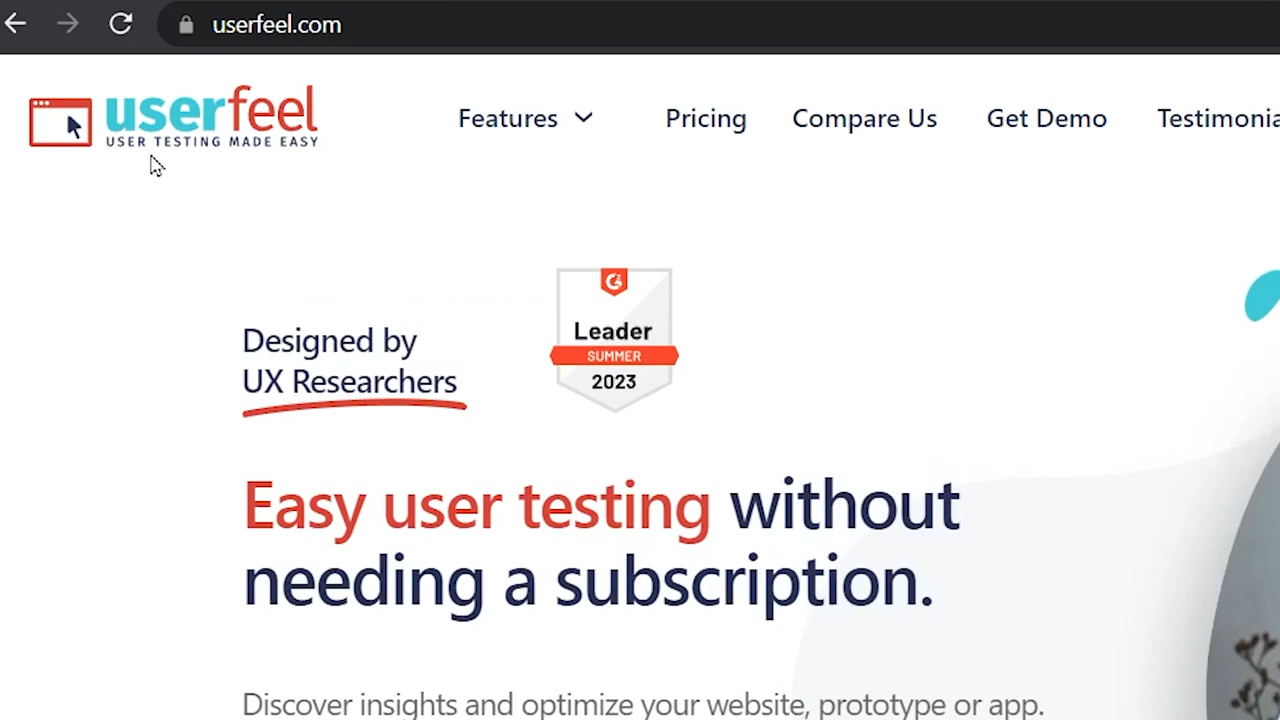 userfeel.com
userfeel
USER TESTING MADE EASY
Features
Pricing
Compare Us
Get Demo
Testimonia
Leader
SUMMER
2023
Designed by
UX Researchers
Easy user testing without
needing a subscription.
Discover insights and optimize your website, prototype or app.